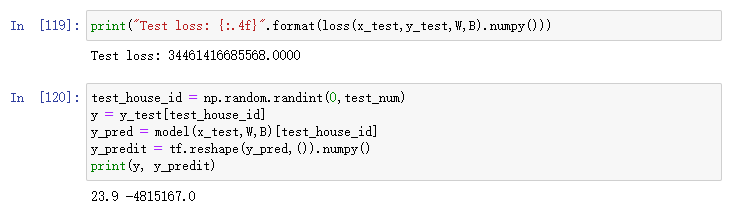 In [119]: print("Test loss: {:.4f}".format(loss(x_test,y_test,W,B).numpy()))
Test loss: 34461416685568.0000
In [120]: test_house_id = np.random.randint(0,test_num)
y = y_test[test_house_id]
y_pred = model(x_test,W,B)[test_house_id]
y_predit = tf.reshape(y_pred,()).numpy()
print(y, y_predit)
23.9 -4815167.0